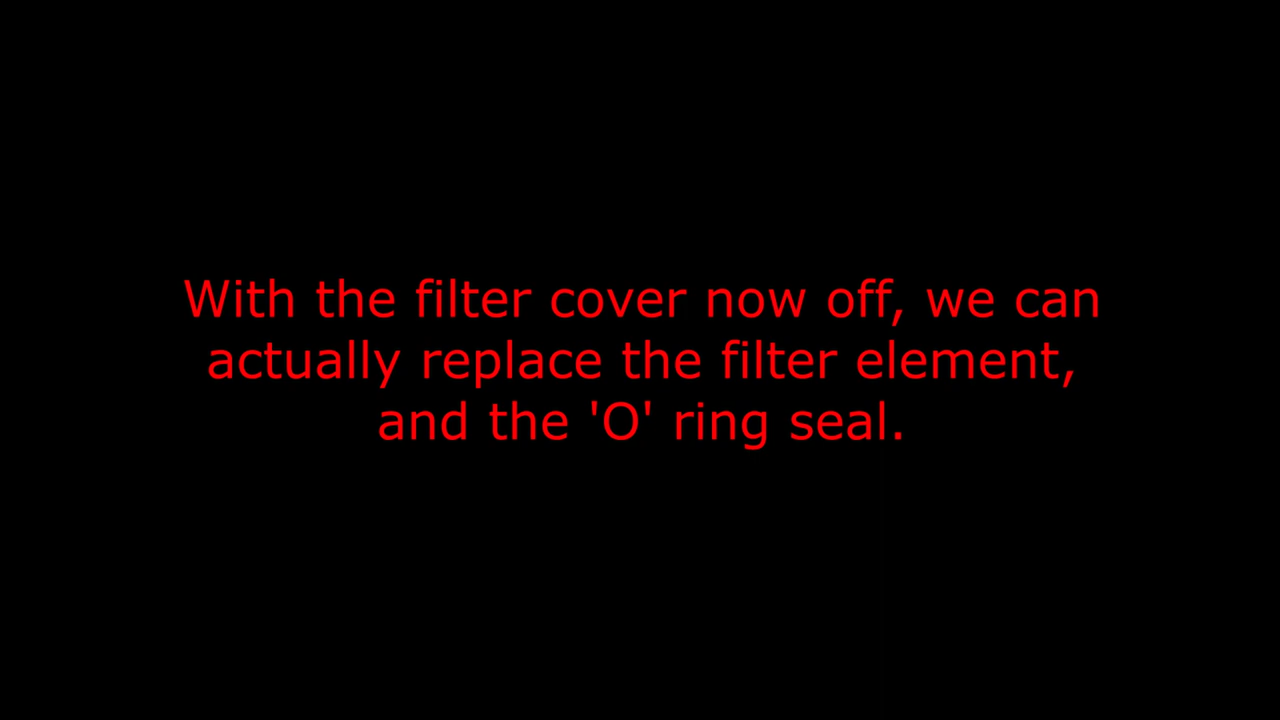 With the filter cover now off, we can
actually replace the filter element,
and the 'O' ring seal.